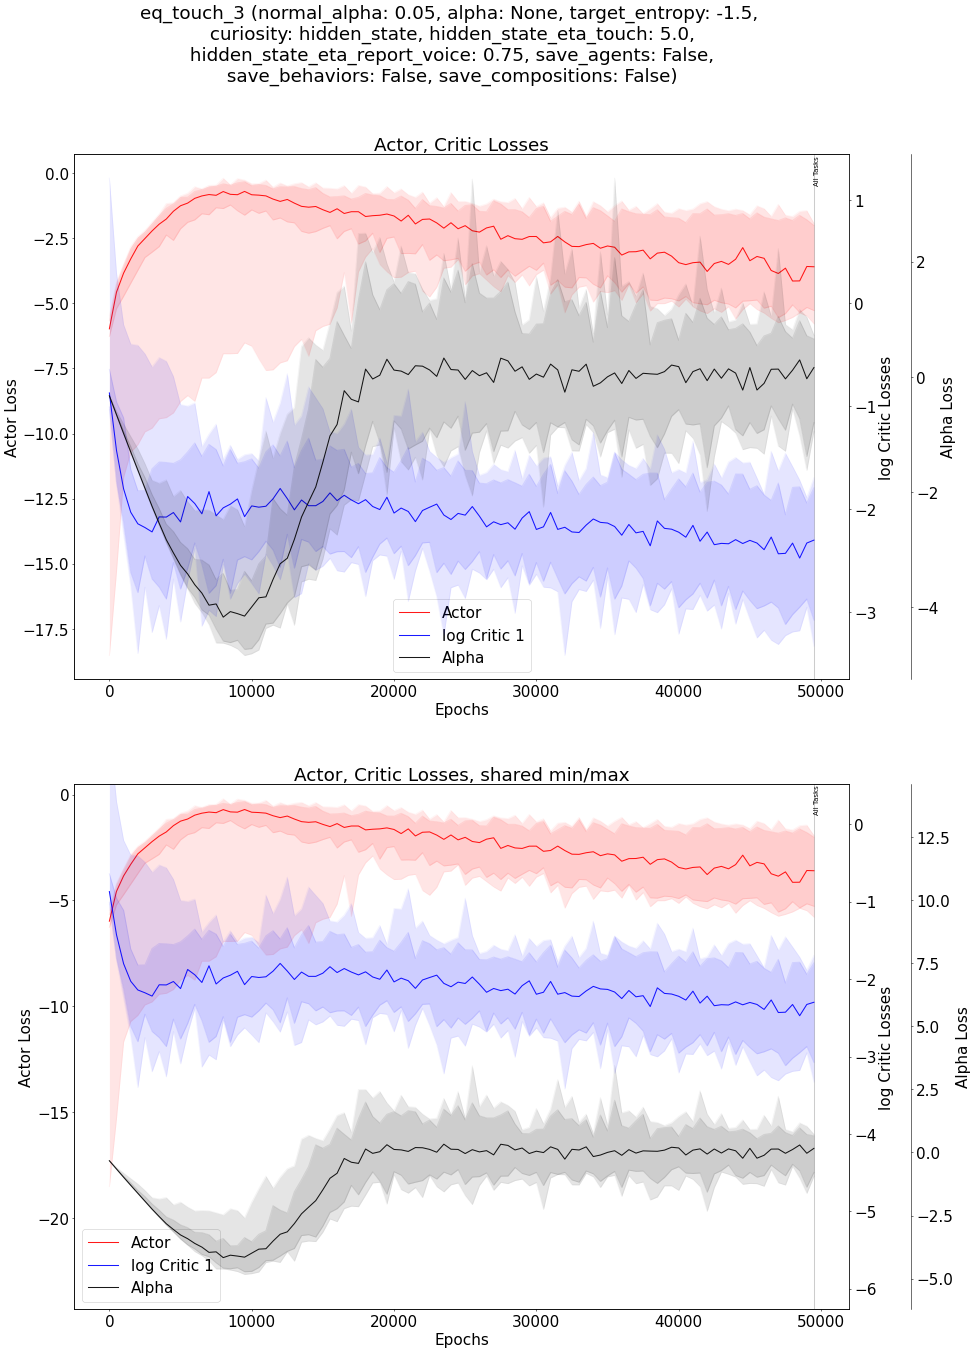 eq_touch_3 (normal_alpha: 0.05, alpha: None, target_entropy: -1.5,
curiosity: hidden_state, hidden_state_eta_touch: 5.0,
hidden_state_eta_report_voice: 0.75, save_agents: False,
save_behaviors: False, save_compositions: False)
Actor, Critic Losses
All Tasks
0.0
−2.5
−5.0
−7.5
−10.0
−12.5
−15.0
−17.5
Actor Loss
1
0
−1
−2
−3
log Critic Losses
2
0
−2
−4
Alpha Loss
Actor
log Critic 1
Alpha
0 10000 20000 30000 40000 50000
Epochs
Actor, Critic Losses, shared min/max
All Tasks
0
−5
−10
−15
−20
Actor Loss
0
−1
−2
−3
−4
−5
−6
log Critic Losses
12.5
10.0
7.5
5.0
2.5
0.0
−2.5
−5.0
Alpha Loss
Actor
log Critic 1
Alpha
0 10000 20000 30000 40000 50000
Epochs